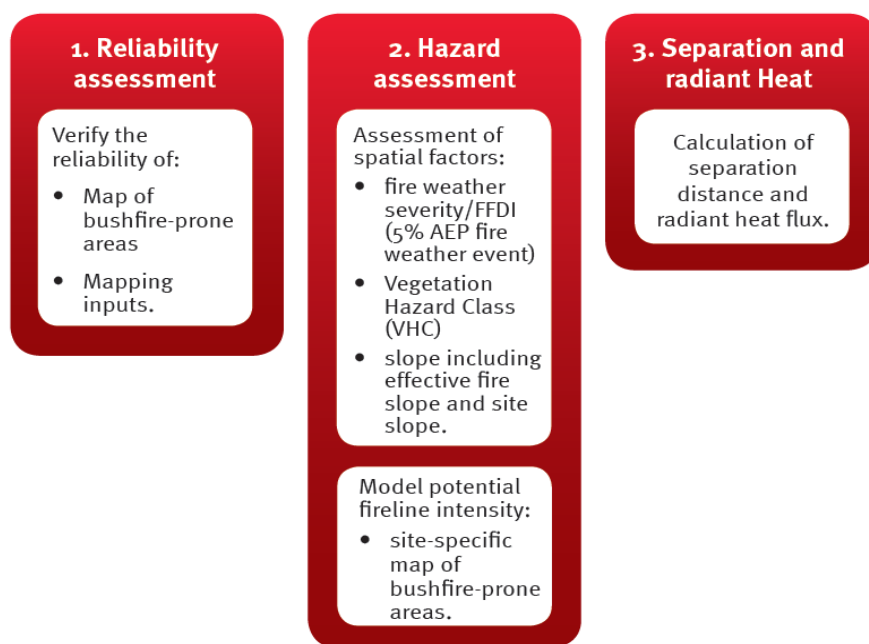 1. Reliability
assessment
Verify the
reliability of:
• Map of
bushfire-prone
areas
• Mapping
inputs.
2. Hazard
assessment
Assessment of
spatial factors:
• fire weather
severity/FFDI
(5% AEP fire
weather event)
• Vegetation
Hazard Class
(VHC)
• slope including
effective fire
slope and site
slope.
Model potential
fireline intensity:
• site-specific
map of
bushfire-prone
areas.
3. Separation and
radiant Heat
Calculation of
separation
distance and
radiant heat flux.